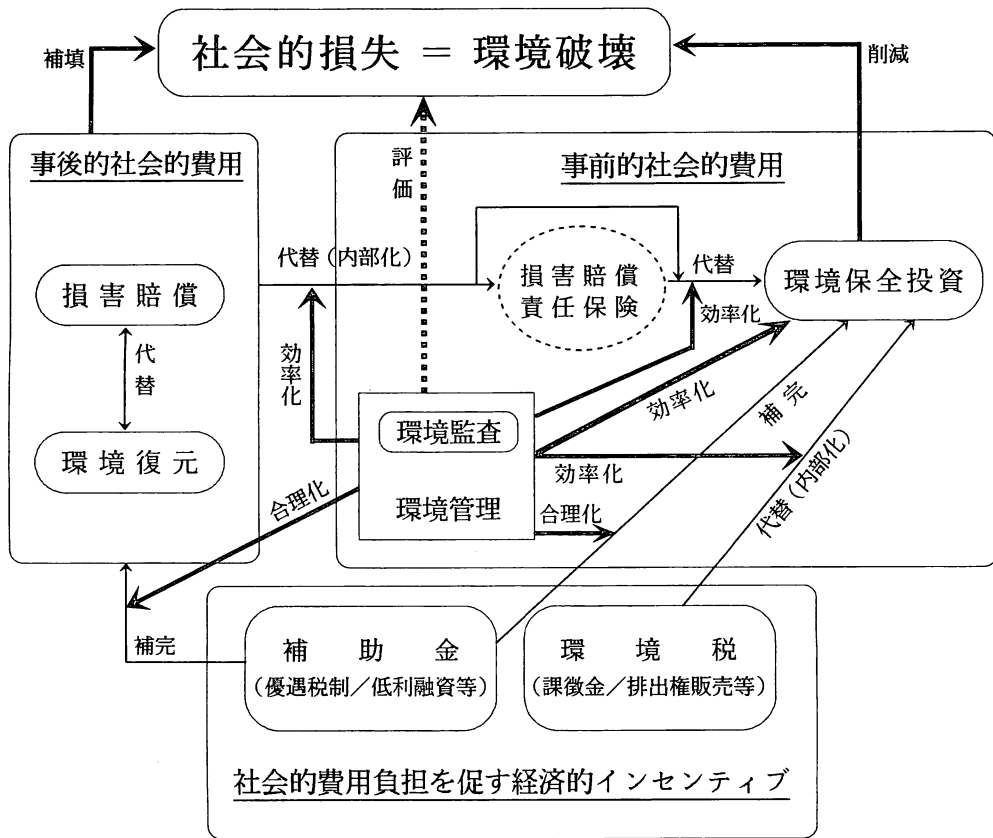 社会的損失 ＝ 環境破壊
補填
削減
事後的社会的費用
評価
事前的社会的費用
代替（内部化）
損害賠償
責任保険
代替
環境保全投資
損害賠償
代替
環境復元
効率化
効率化
効率化
補完
環境監査
環境管理
効率化
代替（内部化）
合理化
合理化
補完
補助金
（優遇税制／低利融資等）
環境税
（課徴金／排出権販売等）
社会的費用負担を促す経済的インセンティブ